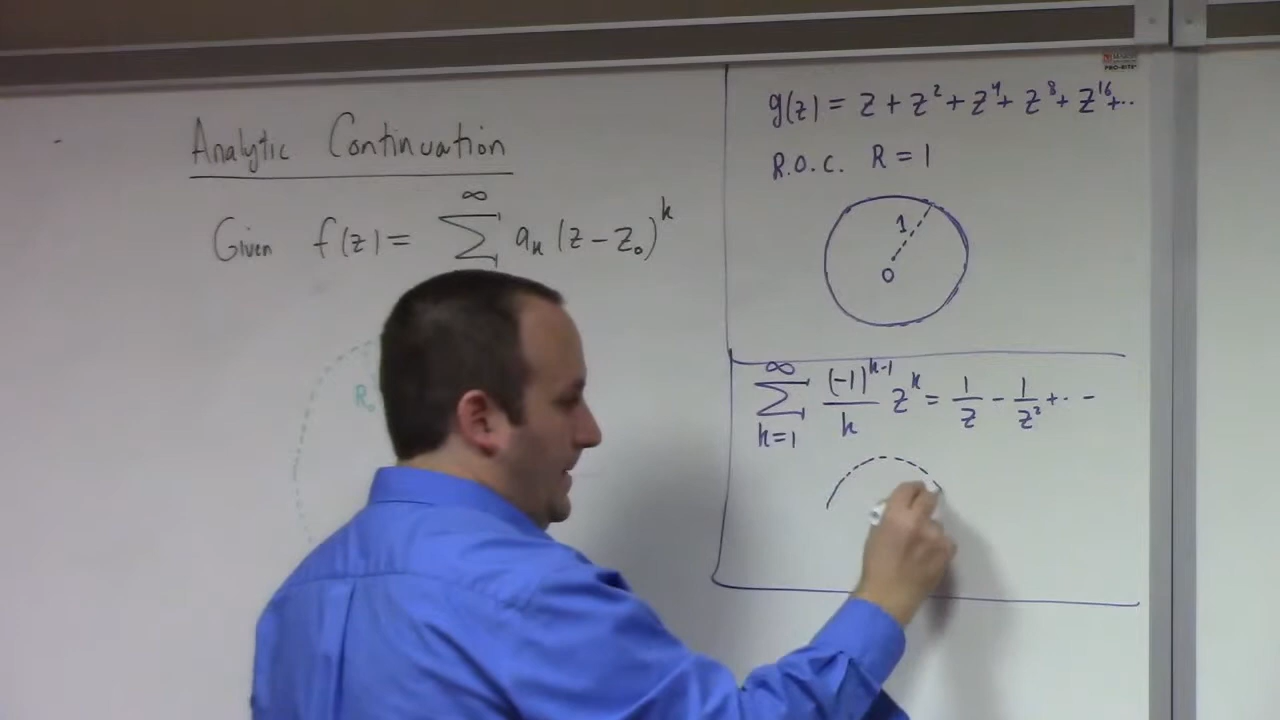 Analytic Continuation
Given f(z) = ∞ ∑ aₖ (z − z₀)ᵏ
R₀
g(z) = z + z² + z⁴ + z⁸ + z¹⁶ + ··
R.O.C. R = 1
1
0
∞ ∑ k=1 (-1)ᵏ⁻¹ / k zᵏ = 1/z − 1/z² + ·· −